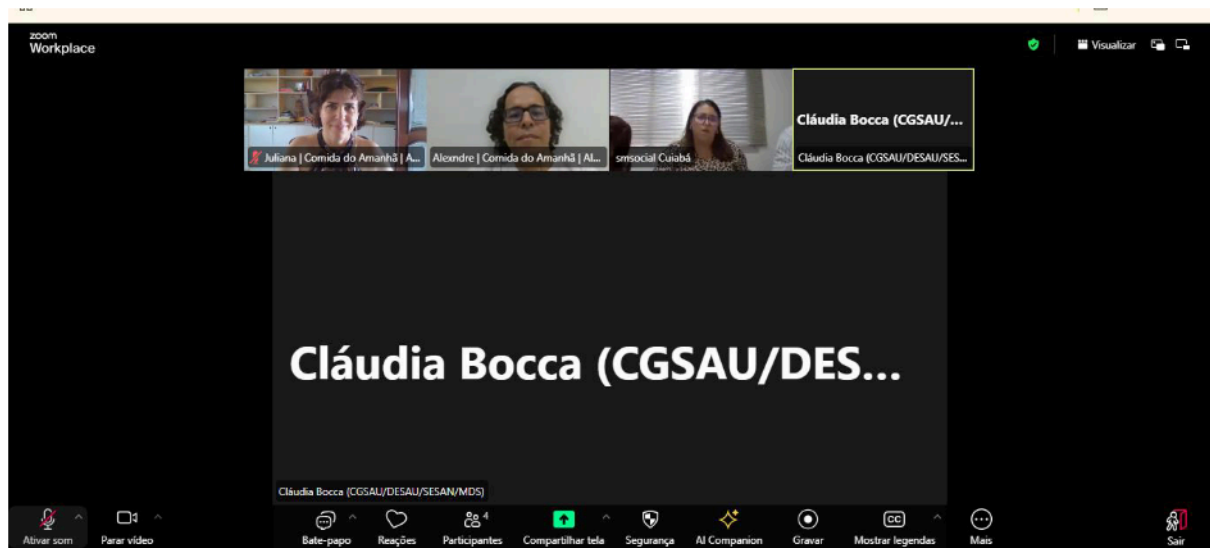 zoom
Workplace
Visualizar
Juliana | Comida do Amanhã | A...
Alexndre | Comida do Amanhã | Al...
smsocial Cuiabá
Cláudia Bocca (CGSAU/...
Cláudia Bocca (CGSAU/DESAU/SES...
Cláudia Bocca (CGSAU/DES...
Cláudia Bocca (CGSAU/DESAU/SESAN/MDS)
Ativar som
Parar vídeo
Bate-papo
Reações
4
Participantes
Compartilhar tela
Segurança
AI Companion
Gravar
CC
Mostrar legendas
Mais
Sair